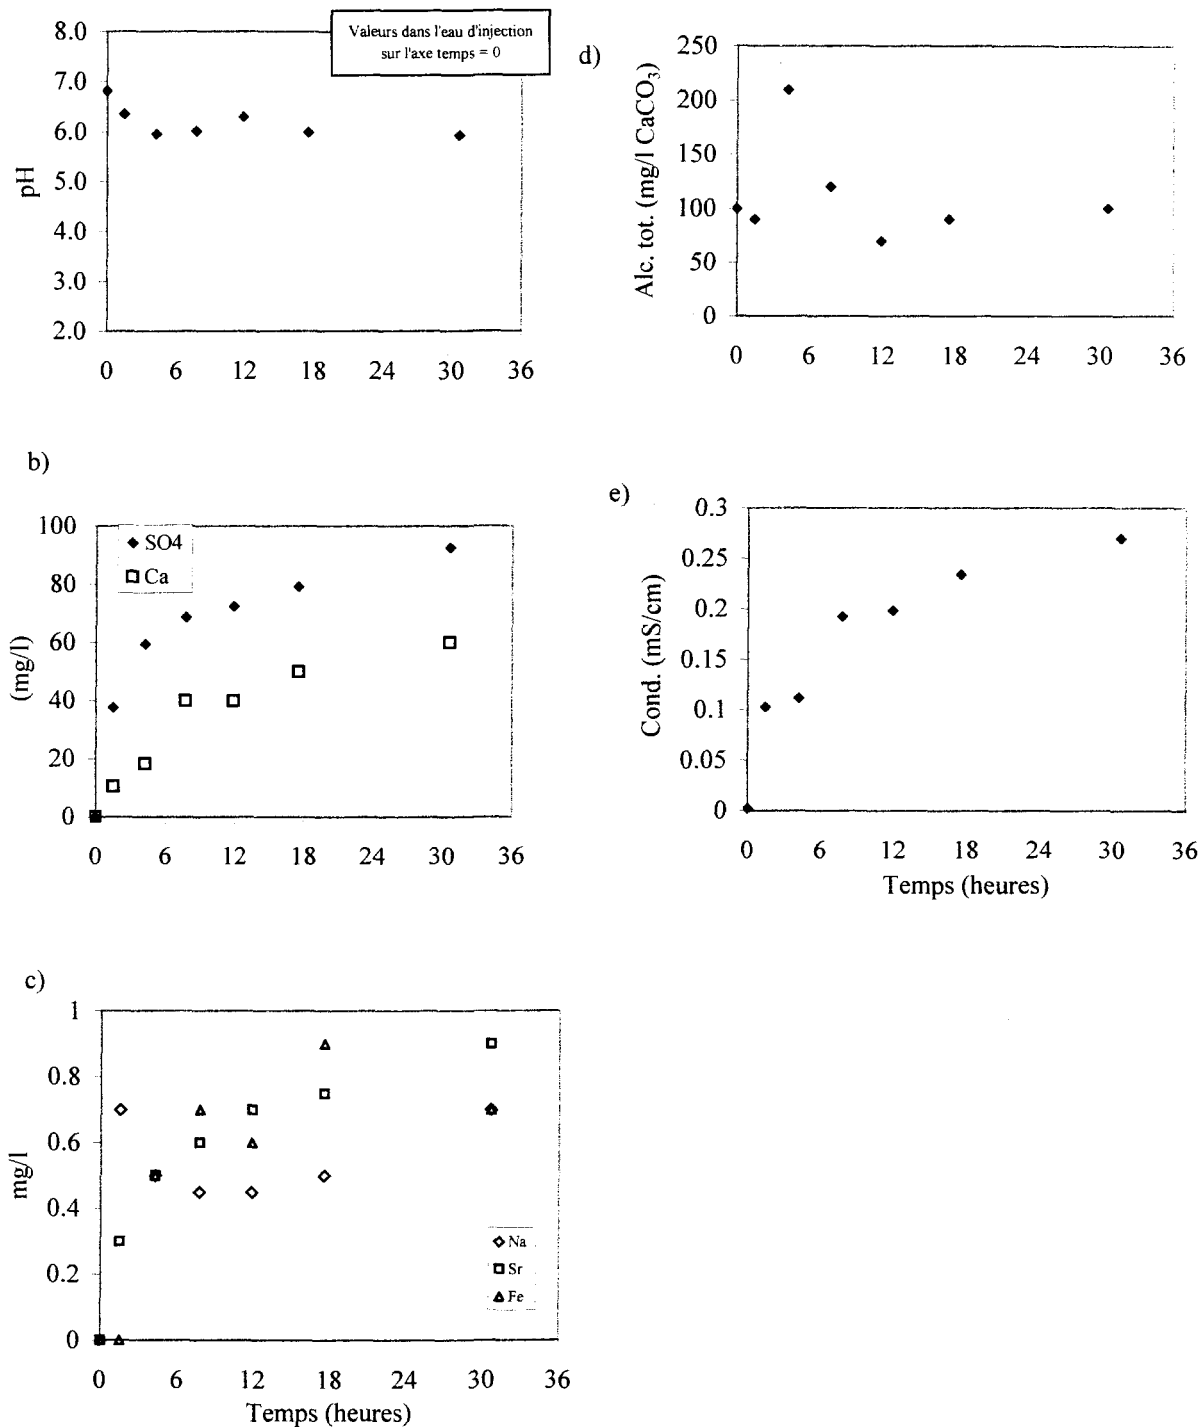 Valeurs dans l'eau d'injection
sur l'axe temps = 0
8.0
7.0
6.0
5.0
4.0
3.0
2.0
pH
0 6 12 18 24 30 36
d)
250
200
150
100
50
0
Alc. tot. (mg/l CaCO3)
0 6 12 18 24 30 36
b)
100
80
60
40
20
0
(mg/l)
SO4
Ca
0 6 12 18 24 30 36
e)
0.3
0.25
0.2
0.15
0.1
0.05
0
Cond. (mS/cm)
0 6 12 18 24 30 36
Temps (heures)
c)
1
0.8
0.6
0.4
0.2
0
mg/l
Na
Sr
Fe
0 6 12 18 24 30 36
Temps (heures)